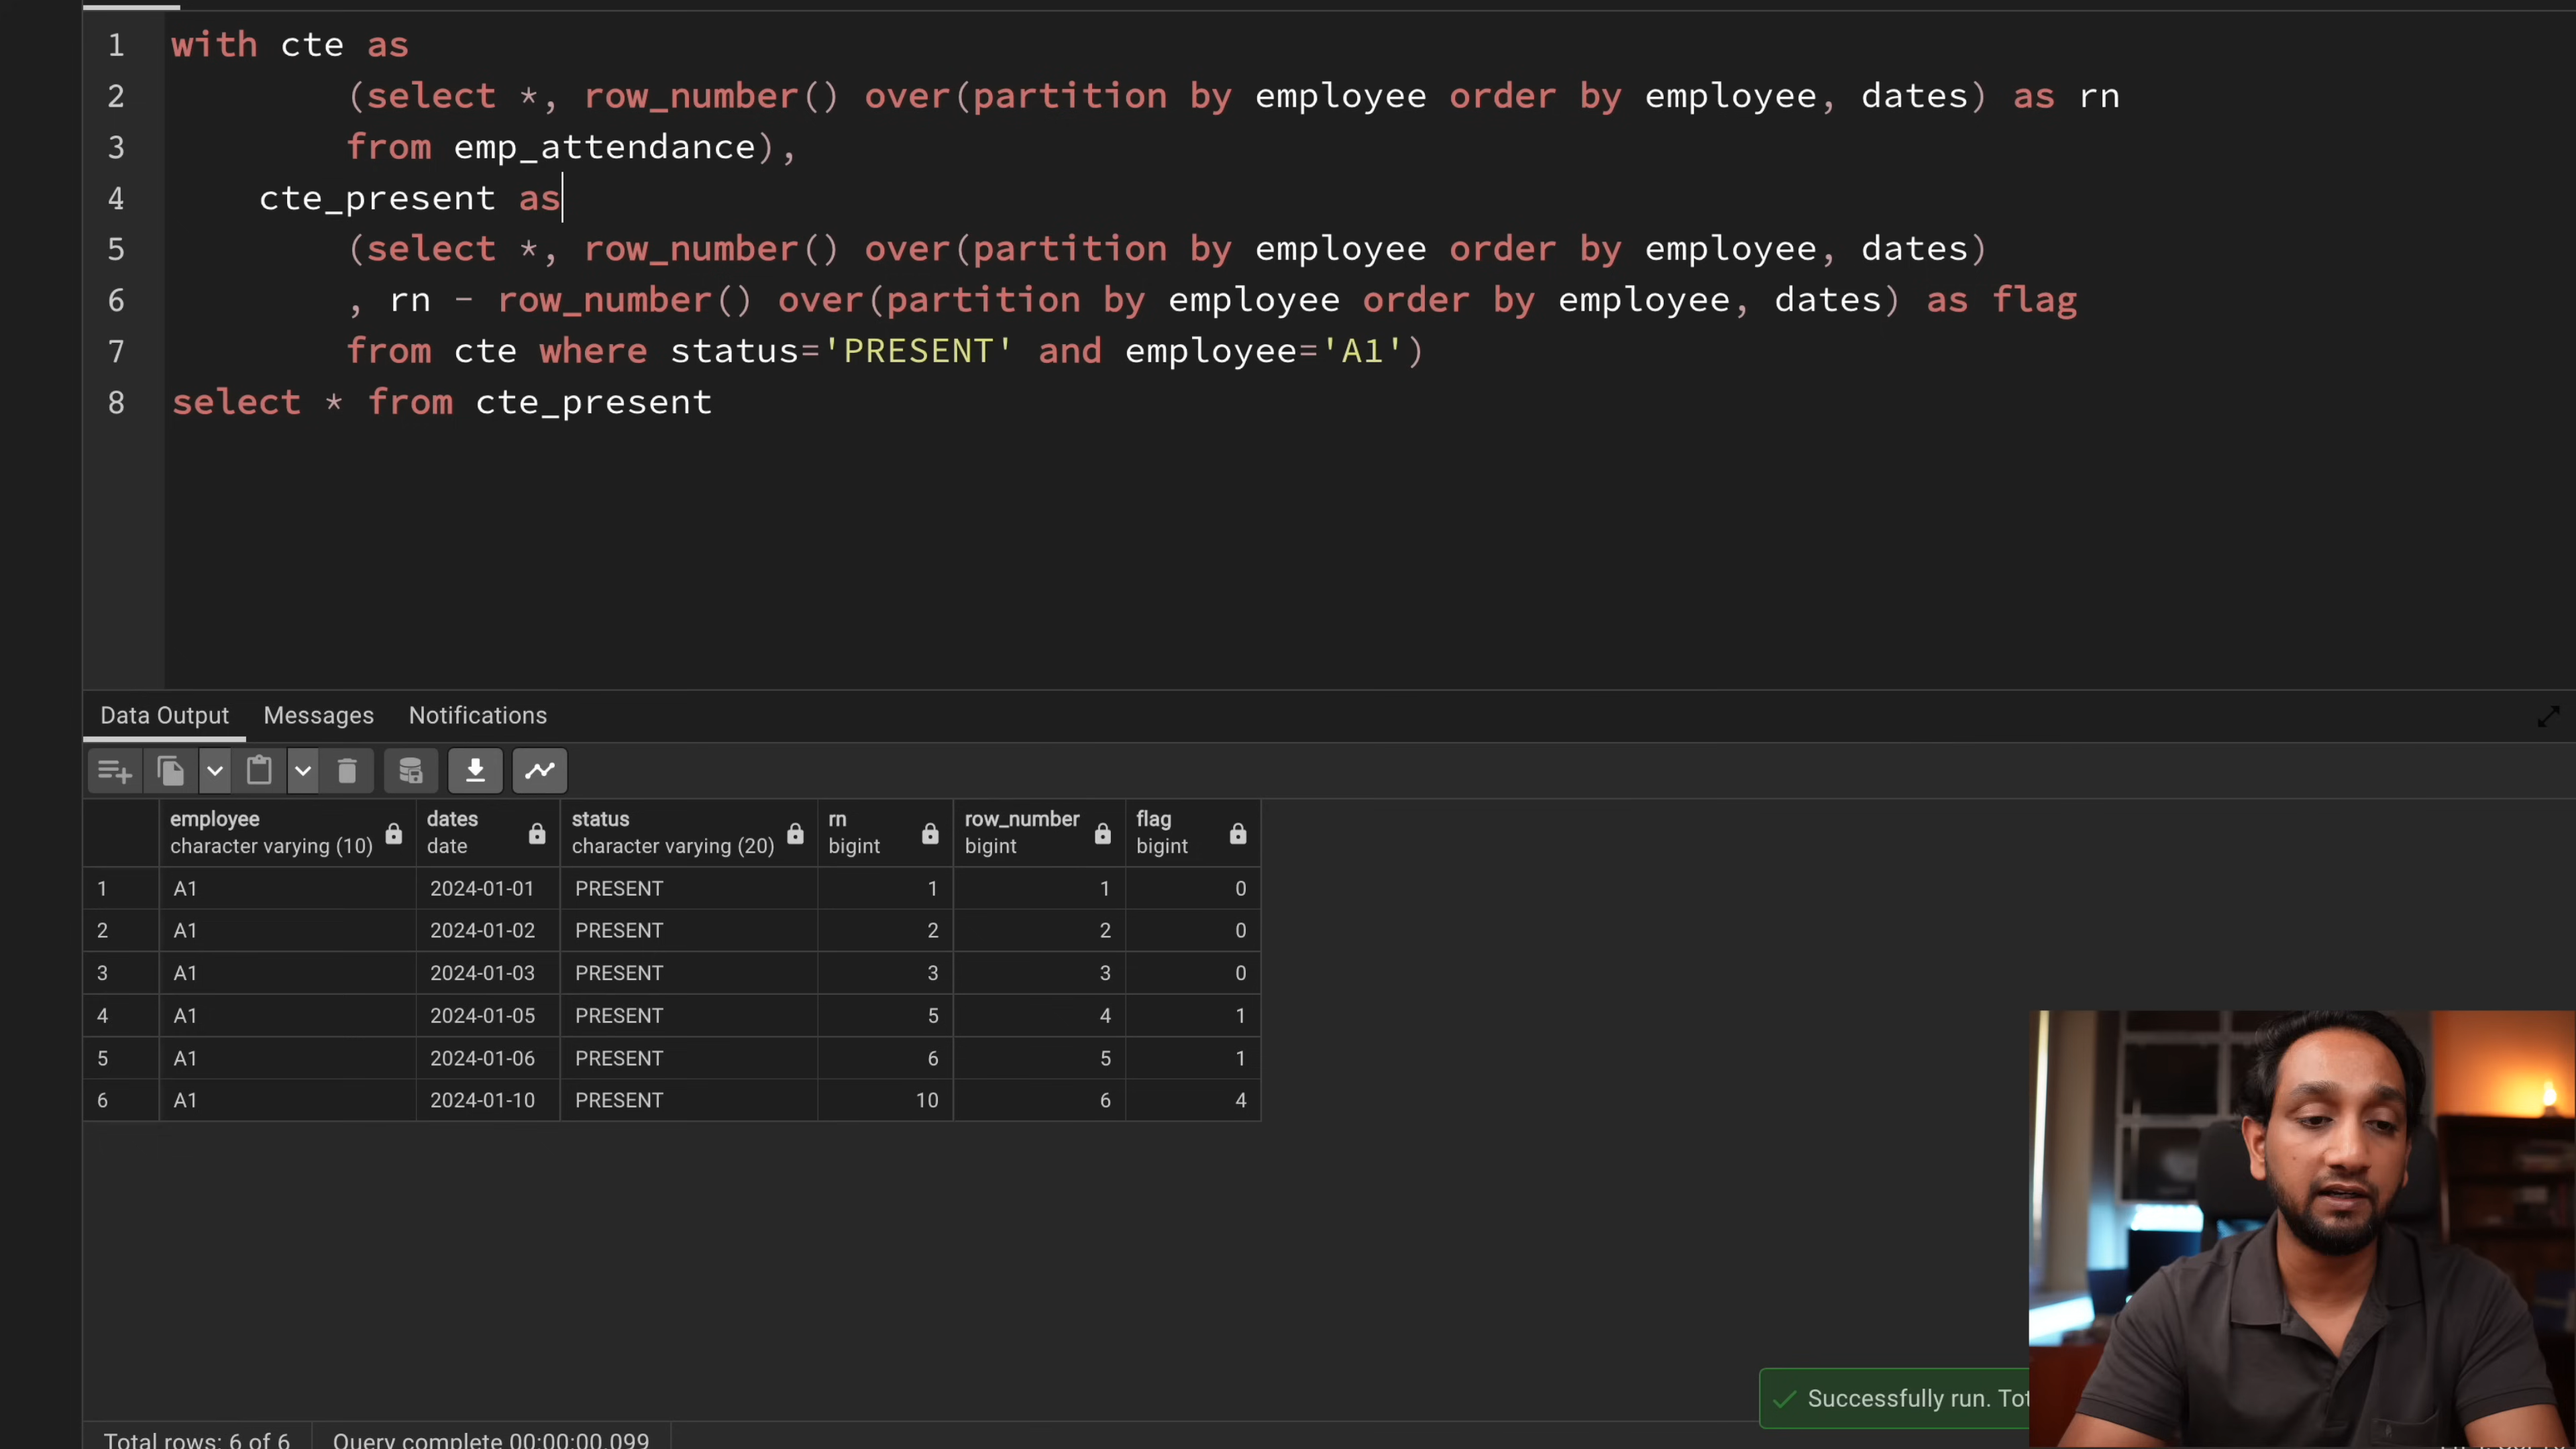 1 with cte as
2 (select *, row_number() over(partition by employee order by employee, dates) as rn
3 from emp_attendance),
4 cte_present as
5 (select *, row_number() over(partition by employee order by employee, dates)
6 , rn - row_number() over(partition by employee order by employee, dates) as flag
7 from cte where status='PRESENT' and employee='A1')
8 select * from cte_present
Data Output Messages Notifications
employee dates status rn row_number flag
character varying (10) date character varying (20) bigint bigint bigint
1 A1 2024-01-01 PRESENT 1 1 0
2 A1 2024-01-02 PRESENT 2 2 0
3 A1 2024-01-03 PRESENT 3 3 0
4 A1 2024-01-05 PRESENT 5 4 1
5 A1 2024-01-06 PRESENT 6 5 1
6 A1 2024-01-10 PRESENT 10 6 4
Successfully run.
Total rows: 6 of 6 Query complete 00:00:00.099